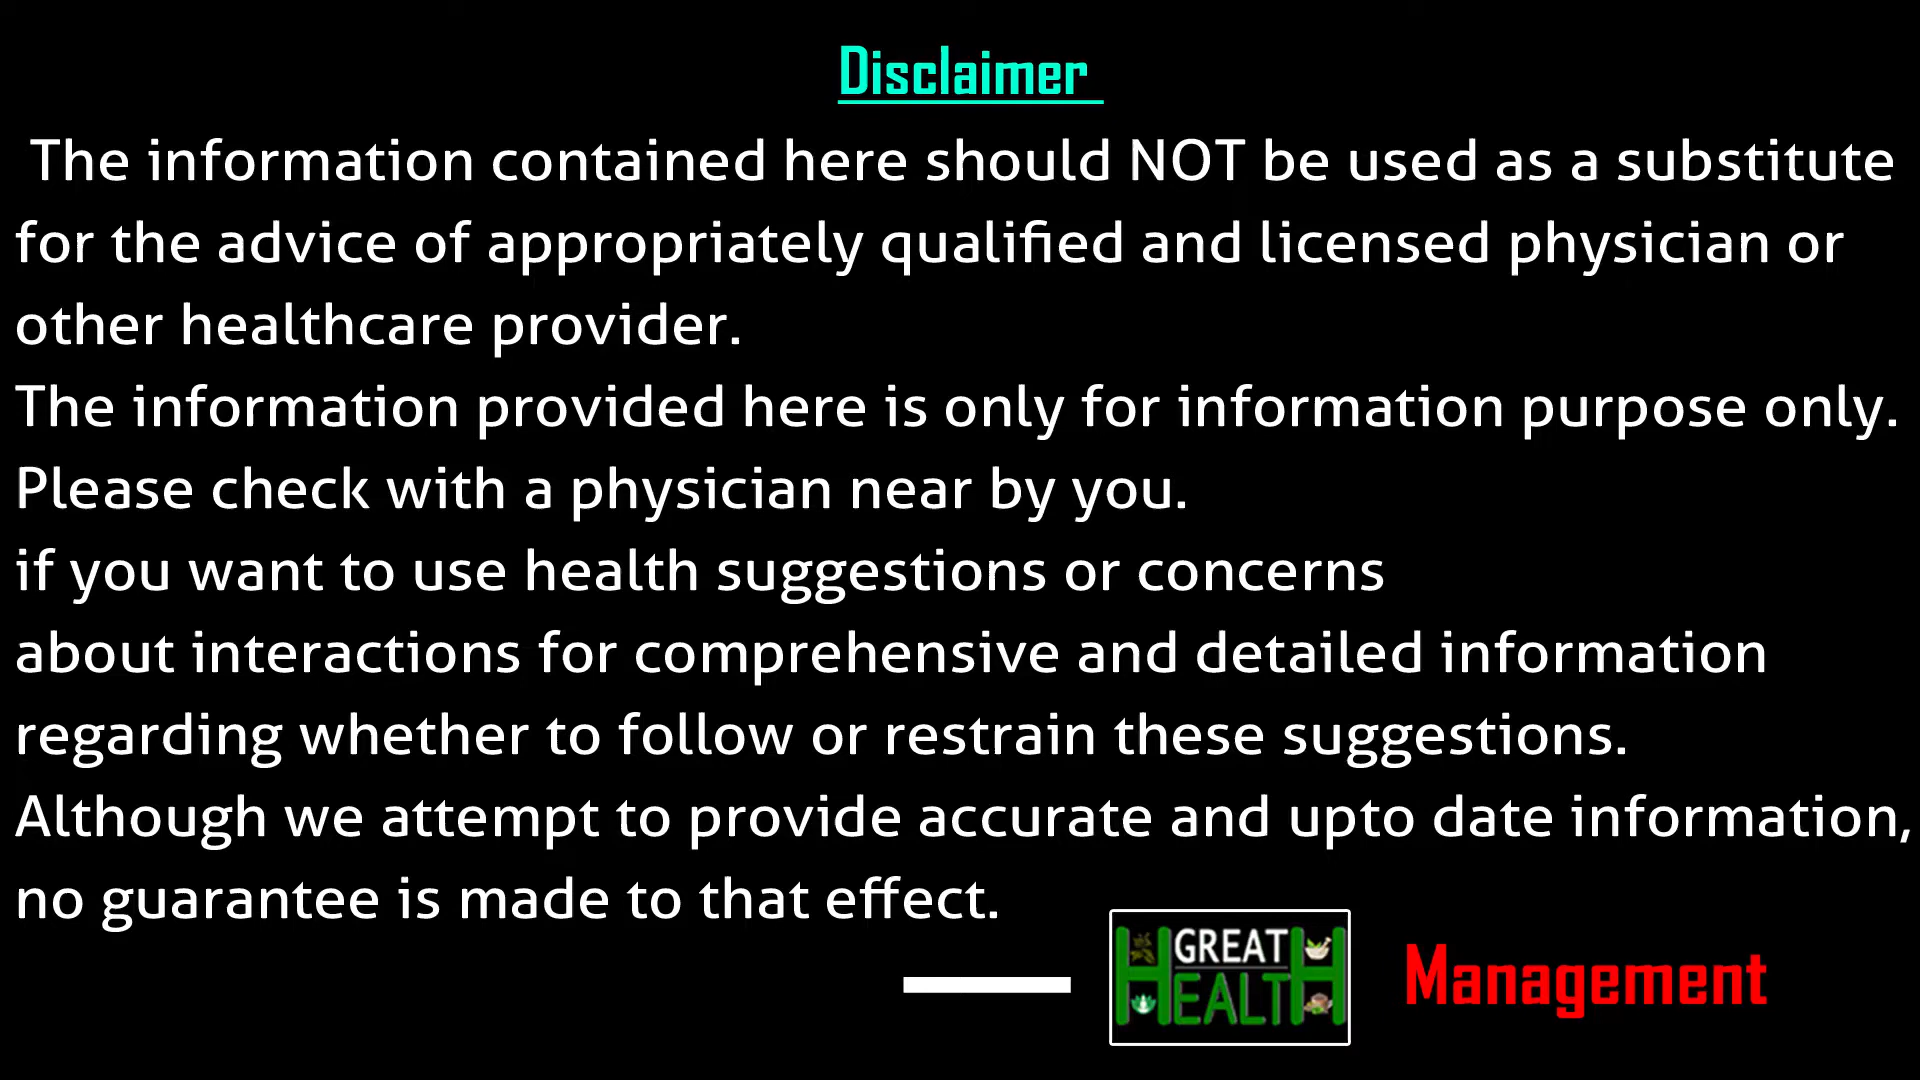 Disclaimer
The information contained here should NOT be used as a substitute
for the advice of appropriately qualified and licensed physician or
other healthcare provider.
The information provided here is only for information purpose only.
Please check with a physician near by you.
if you want to use health suggestions or concerns
about interactions for comprehensive and detailed information
regarding whether to follow or restrain these suggestions.
Although we attempt to provide accurate and upto date information,
no guarantee is made to that effect.
GREAT
HEALTH
Management